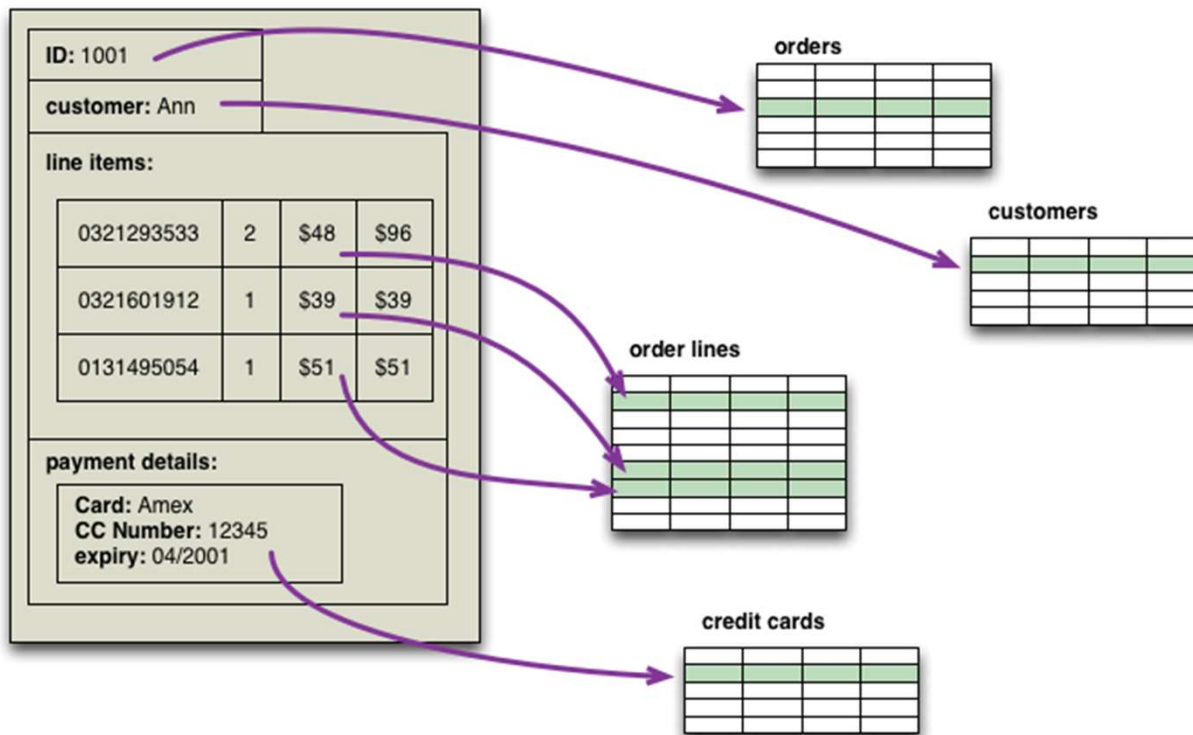 ID: 1001
customer: Ann
line items:
0321293533 2 $48 $96
0321601912 1 $39 $39
0131495054 1 $51 $51
payment details:
Card: Amex
CC Number: 12345
expiry: 04/2001
orders
customers
order lines
credit cards